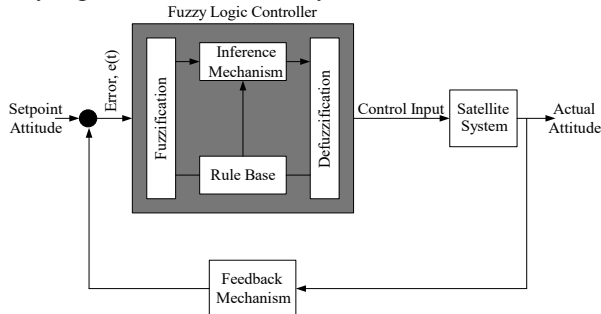 Fuzzy Logic Controller
Setpoint
Attitude
Error, e(t)
Fuzzification
Inference
Mechanism
Rule Base
Defuzzification
Control Input
Satellite
System
Actual
Attitude
Feedback
Mechanism